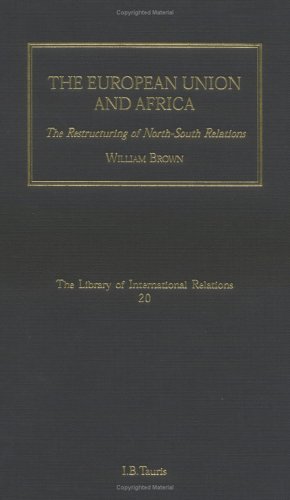 THE EUROPEAN UNION
AND AFRICA
The Restructuring of North-South Relations
WILLIAM BROWN
The Library of International Relations
20
I.B.Tauris